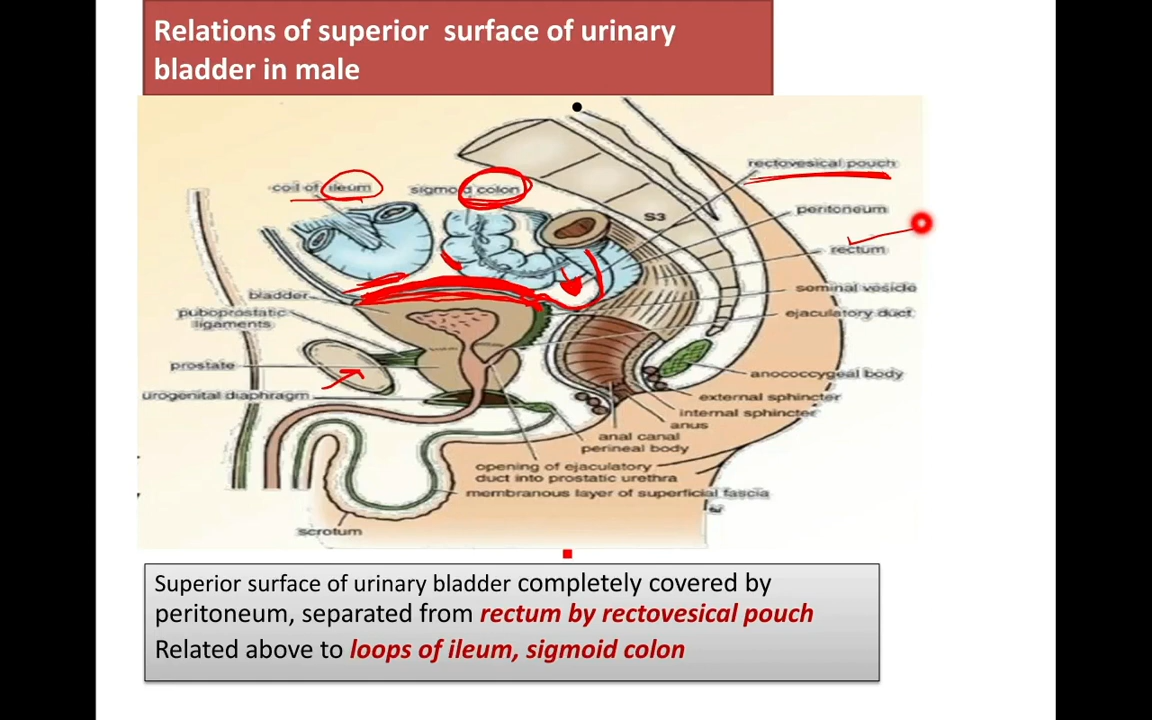 Relations of superior surface of urinary
bladder in male
coil of ileum
sigmoid colon
rectovesical pouch
S3
peritoneum
rectum
bladder
seminal vesicle
puboprostatic
ligaments
ejaculatory duct
prostate
anococcygeal body
urogenital diaphragm
external sphincter
internal sphincter
anus
anal canal
perineal body
opening of ejaculatory
duct into prostatic urethra
membranous layer of superficial fascia
scrotum
Superior surface of urinary bladder completely covered by
peritoneum, separated from rectum by rectovesical pouch
Related above to loops of ileum, sigmoid colon